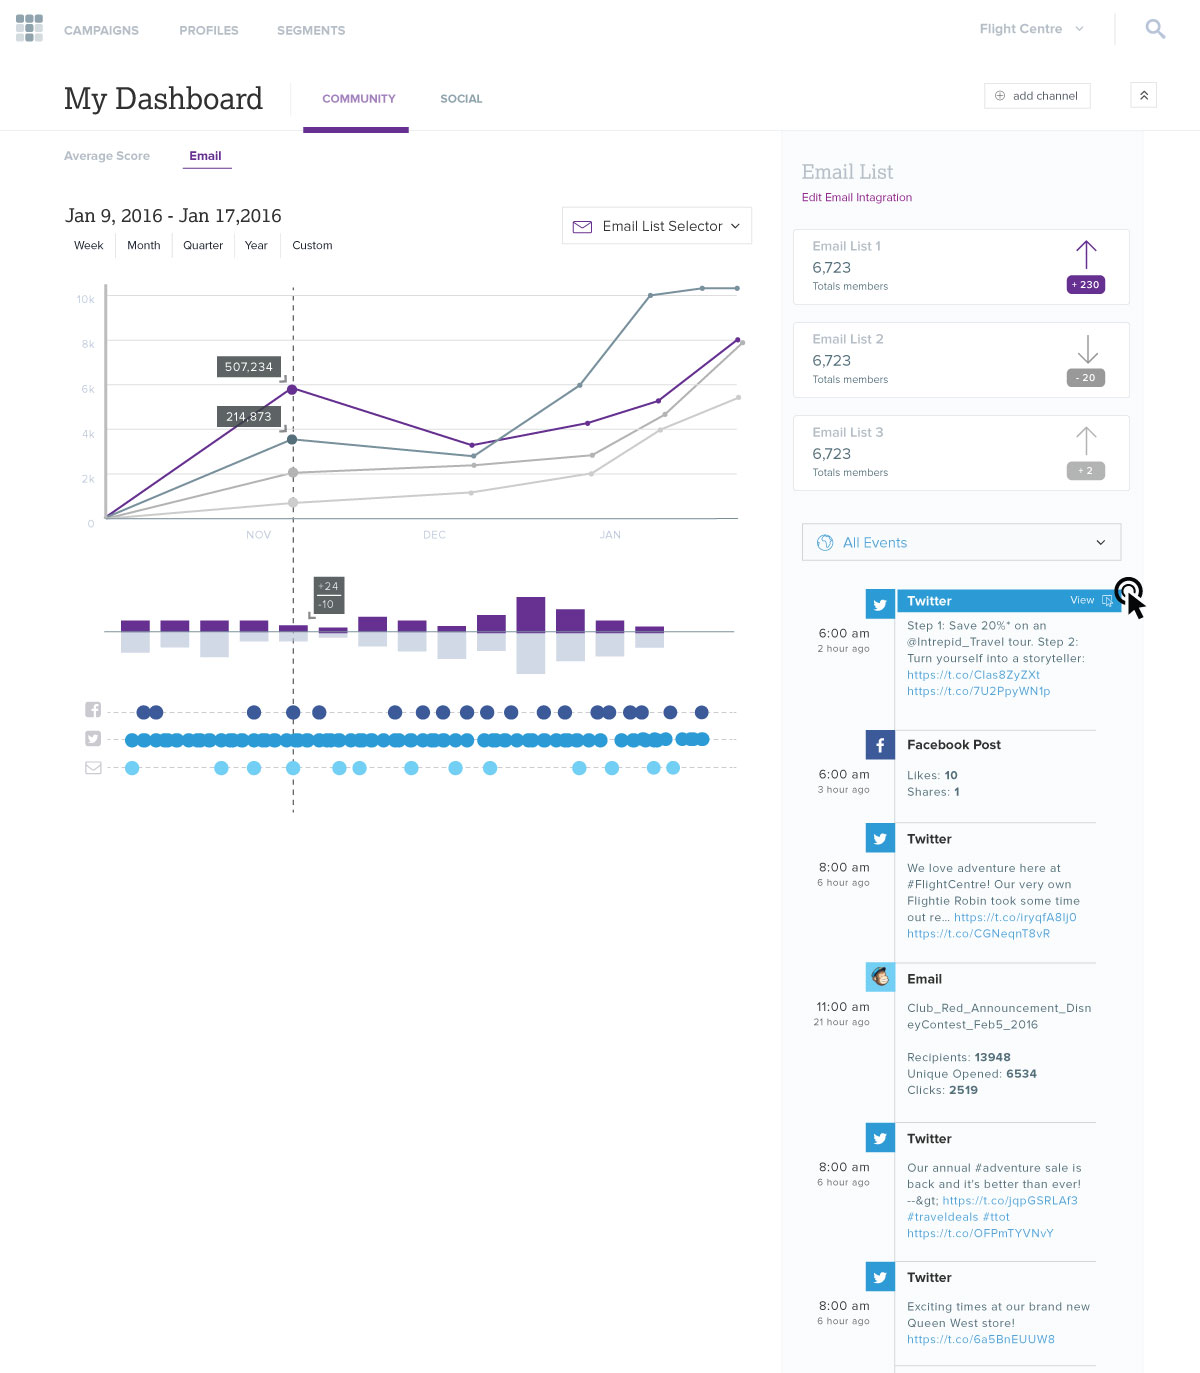 CAMPAIGNS PROFILES SEGMENTS Flight Centre
My Dashboard COMMUNITY SOCIAL add channel
Average Score Email
Jan 9, 2016 - Jan 17,2016
Email List Selector
Week Month Quarter Year Custom
10k
8k
6k
4k
2k
0
507,234
214,873
NOV DEC JAN
+24
-10
Email List
Edit Email Intagration
Email List 1
6,723
Totals members
+ 230
Email List 2
6,723
Totals members
- 20
Email List 3
6,723
Totals members
+ 2
All Events
Twitter View
6:00 am
2 hour ago
Step 1: Save 20%* on an
@Intrepid_Travel tour. Step 2:
Turn yourself into a storyteller:
https://t.co/CIas8ZyZXt
https://t.co/7U2PpyWN1p
Facebook Post
6:00 am
3 hour ago
Likes: 10
Shares: 1
Twitter
8:00 am
6 hour ago
We love adventure here at
#FlightCentre! Our very own
Flightie Robin took some time
out re... https://t.co/iryqfA8Ij0
https://t.co/CGNeqnT8vR
Email
11:00 am
21 hour ago
Club_Red_Announcement_Disn
eyContest_Feb5_2016
Recipients: 13948
Unique Opened: 6534
Clicks: 2519
Twitter
8:00 am
6 hour ago
Our annual #adventure sale is
back and it's better than ever!
--&gt; https://t.co/jqpGSRLAf3
#traveldeals #ttot
https://t.co/OFPmTYVNvY
Twitter
8:00 am
6 hour ago
Exciting times at our brand new
Queen West store!
https://t.co/6a5BnEUUW8